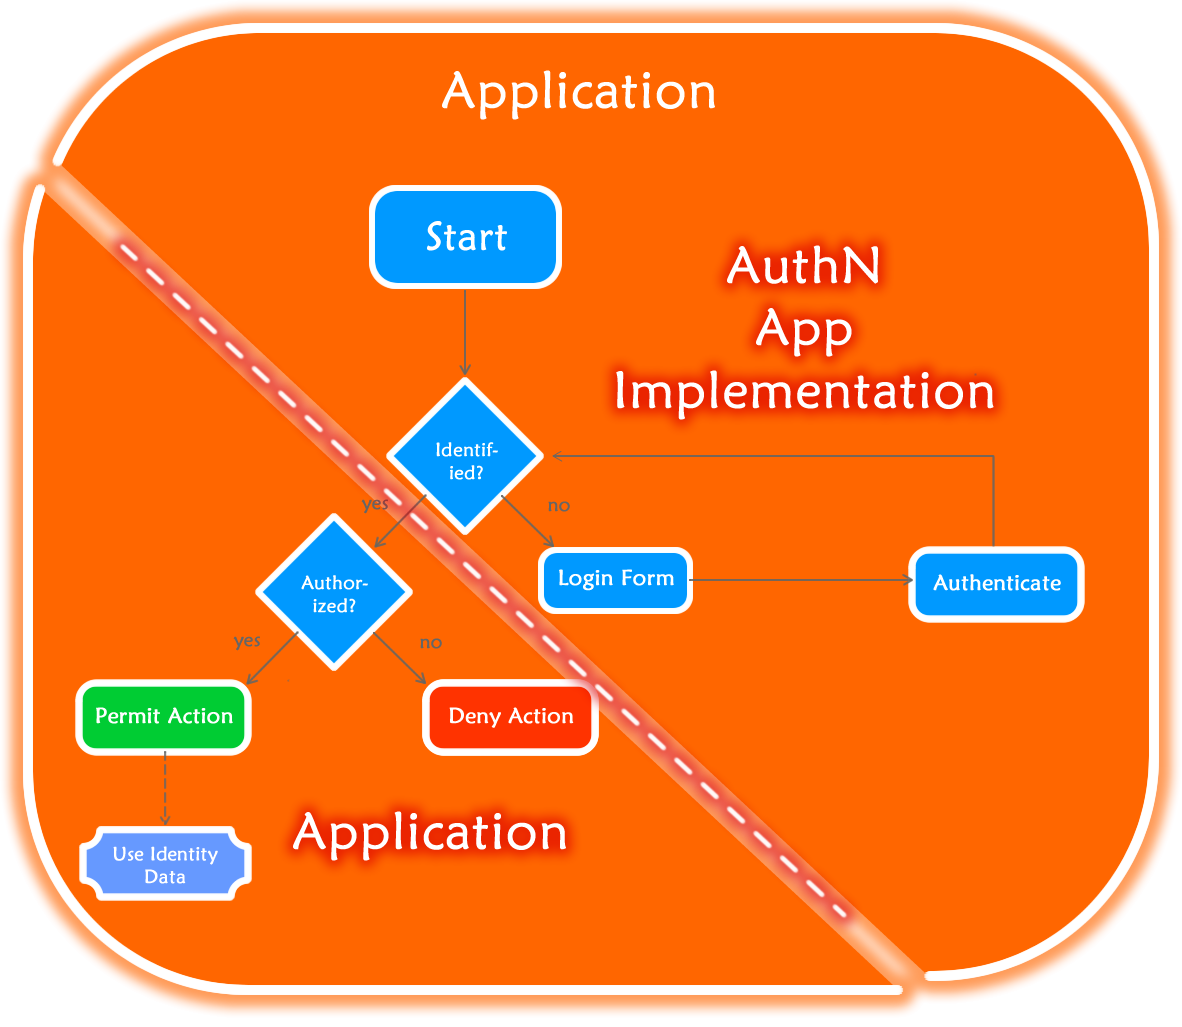 Application
Start
AuthN
App
Implementation
Identif-
ied?
yes
no
Author-
ized?
Login Form
Authenticate
yes
no
Permit Action
Deny Action
Application
Use Identity
Data